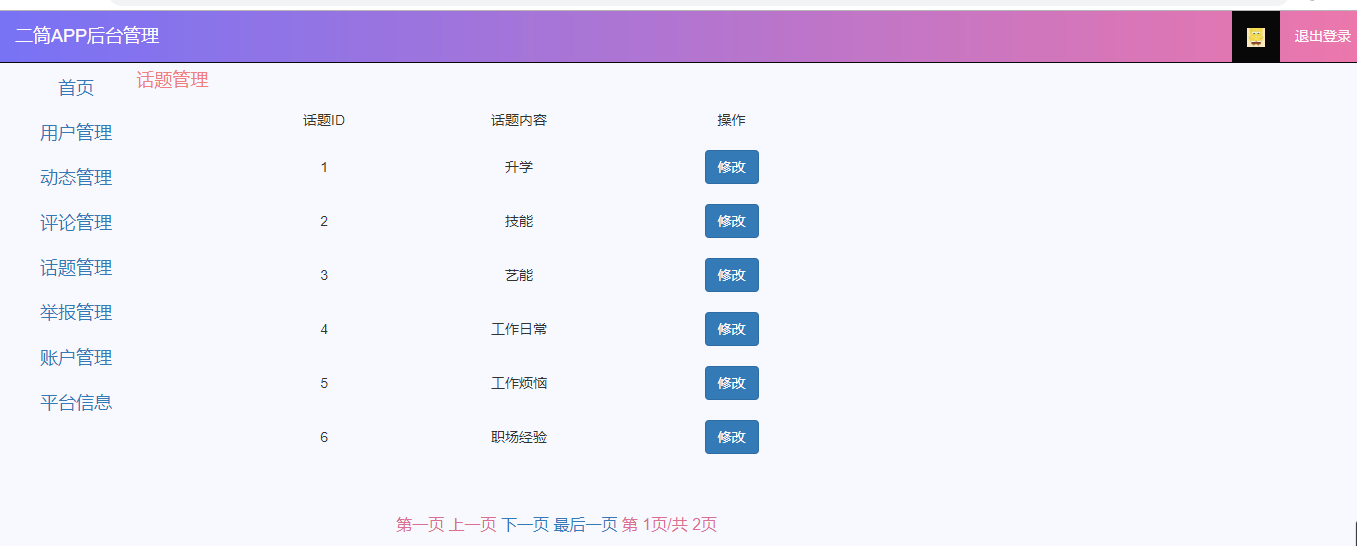 二筒APP后台管理 退出登录
首页
用户管理
动态管理
评论管理
话题管理
举报管理
账户管理
平台信息
话题管理
话题ID 话题内容 操作
1 升学 修改
2 技能 修改
3 艺能 修改
4 工作日常 修改
5 工作烦恼 修改
6 职场经验 修改
第一页 上一页 下一页 最后一页 第 1页/共 2页